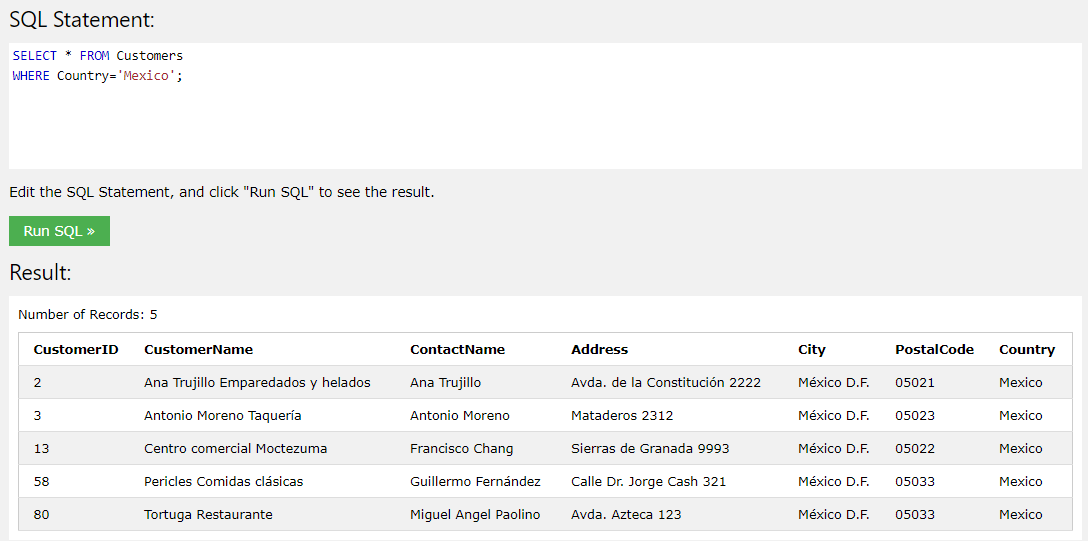 SQL Statement:
SELECT * FROM Customers
WHERE Country='Mexico';
Edit the SQL Statement, and click "Run SQL" to see the result.
Run SQL »
Result:
Number of Records: 5
CustomerID CustomerName ContactName Address City PostalCode Country
2 Ana Trujillo Emparedados y helados Ana Trujillo Avda. de la Constitución 2222 México D.F. 05021 Mexico
3 Antonio Moreno Taquería Antonio Moreno Mataderos 2312 México D.F. 05023 Mexico
13 Centro comercial Moctezuma Francisco Chang Sierras de Granada 9993 México D.F. 05022 Mexico
58 Pericles Comidas clásicas Guillermo Fernández Calle Dr. Jorge Cash 321 México D.F. 05033 Mexico
80 Tortuga Restaurante Miguel Angel Paolino Avda. Azteca 123 México D.F. 05033 Mexico